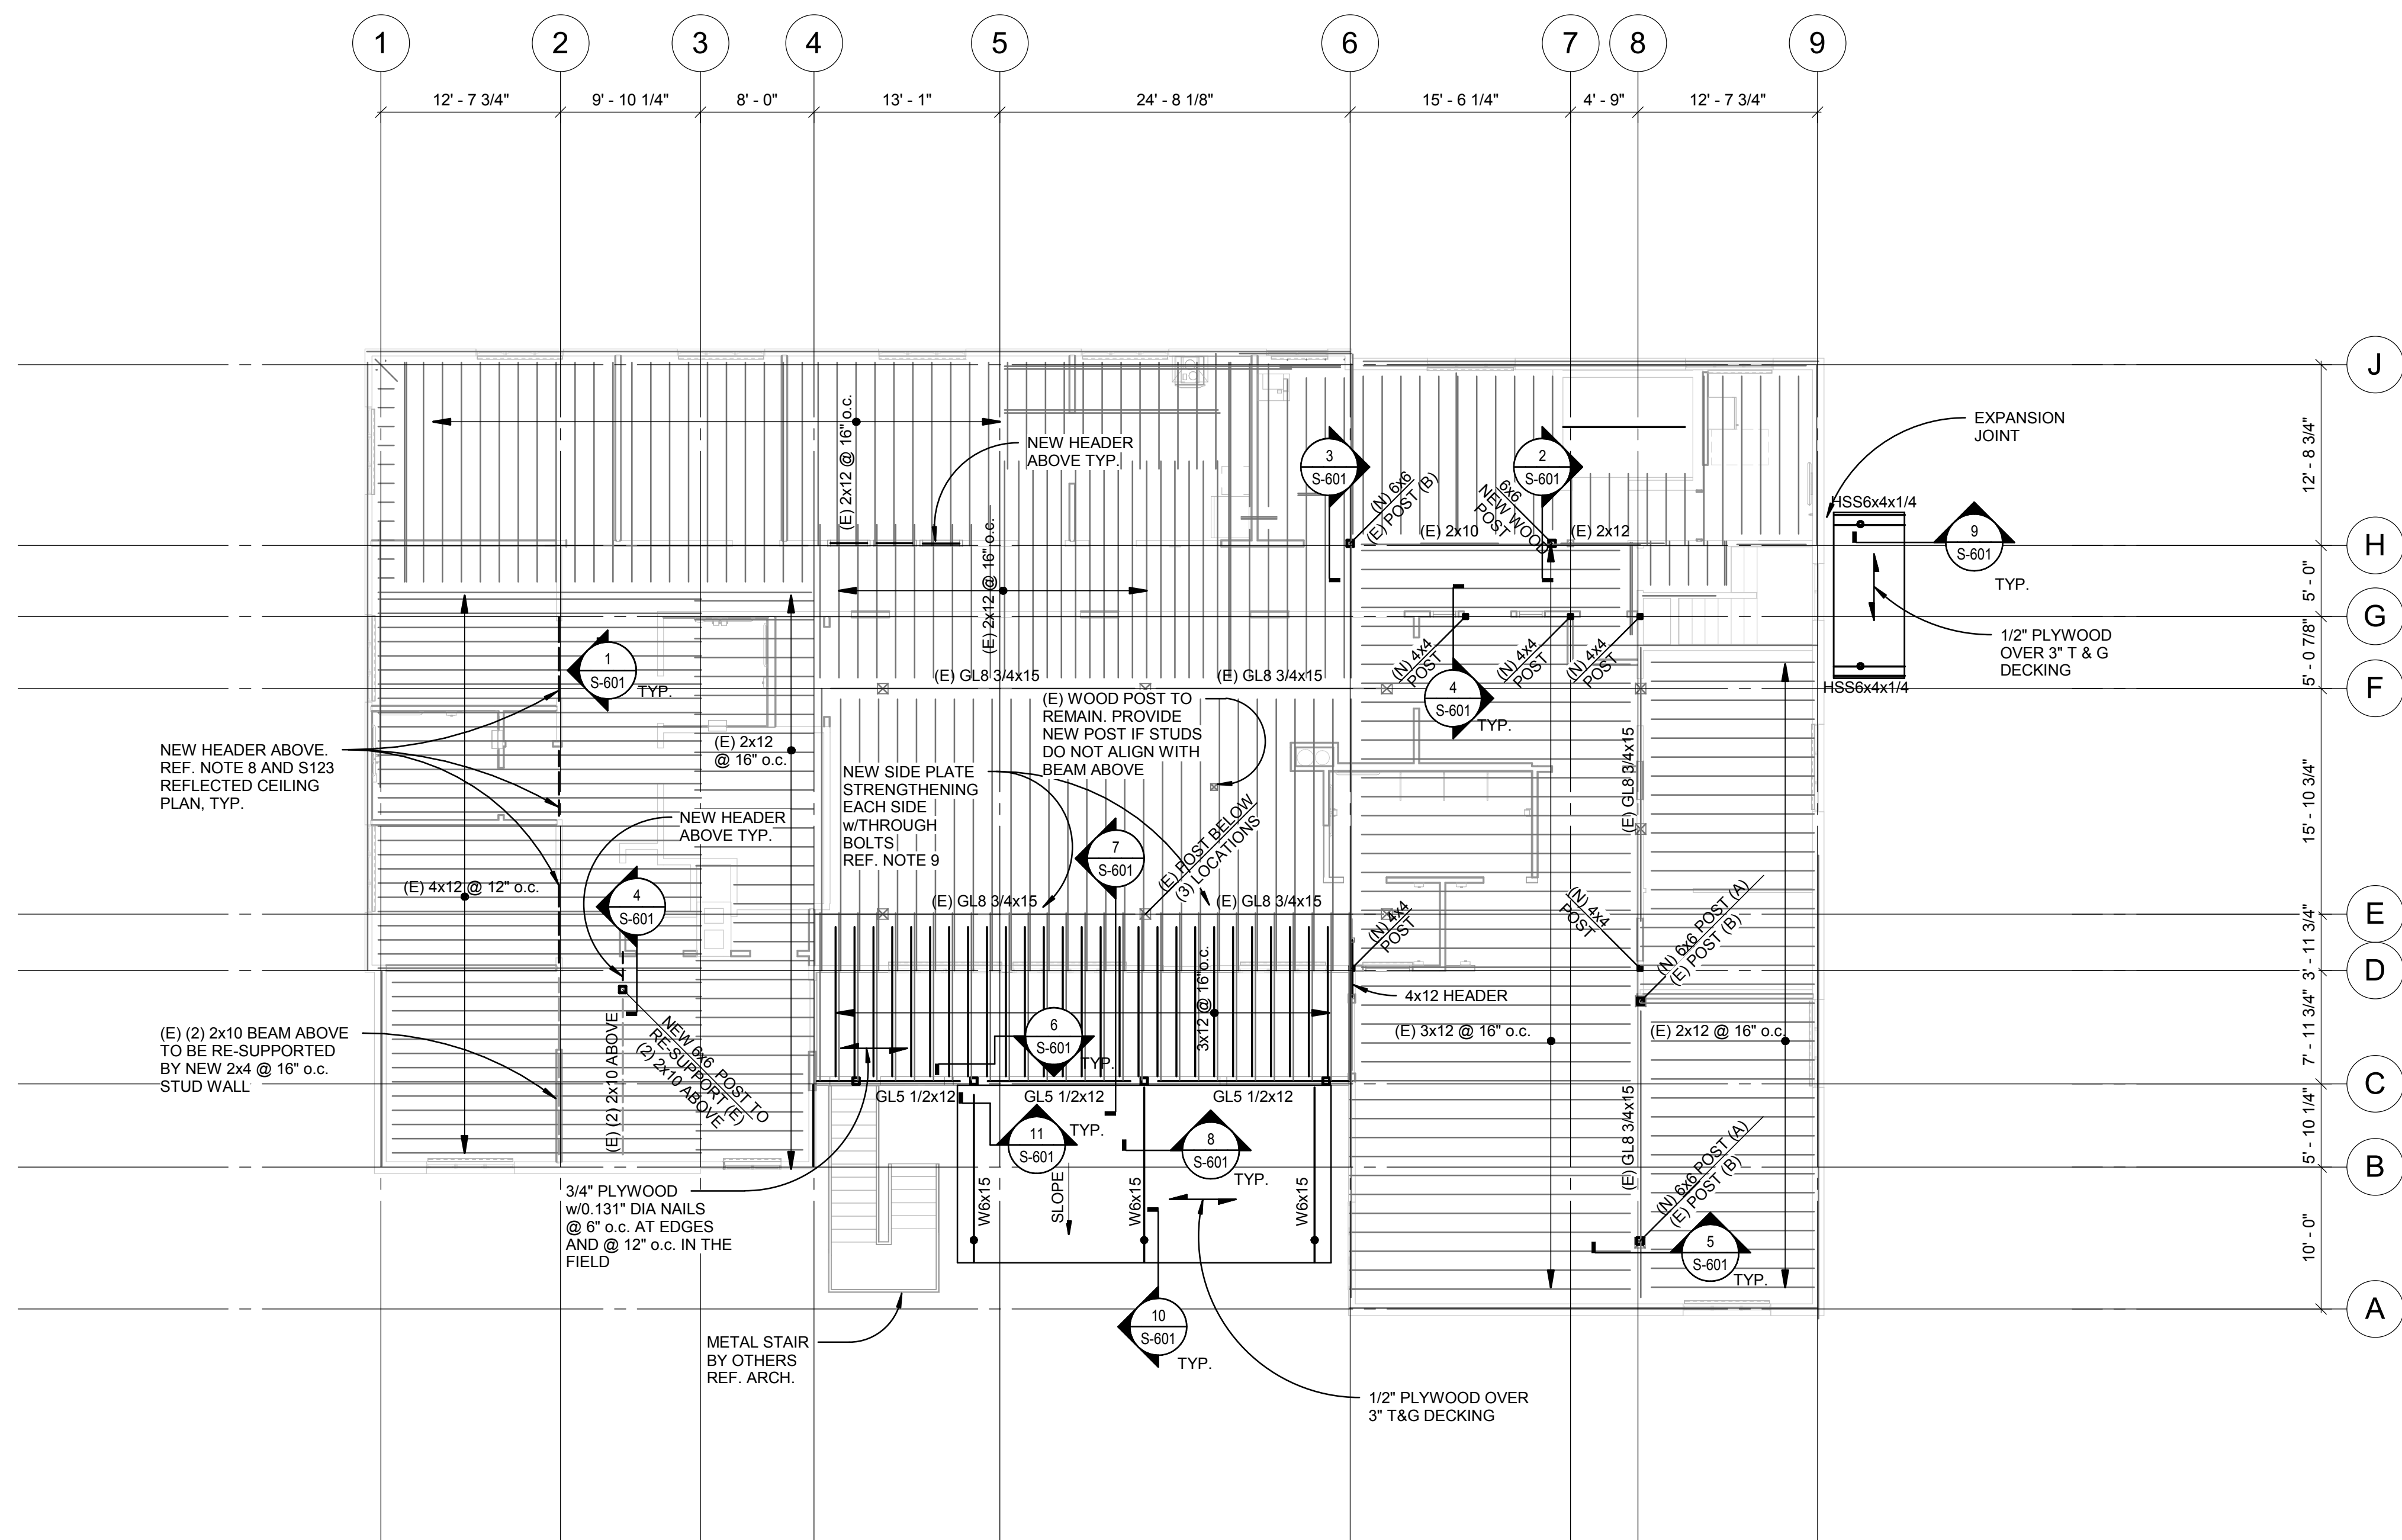 1
2
3
4
5
6
7
8
9
12' - 7 3/4"
9' - 10 1/4"
8' - 0"
13' - 1"
24' - 8 1/8"
15' - 6 1/4"
4' - 9"
12' - 7 3/4"
J
H
G
F
E
D
C
B
A
12' - 8 3/4"
5' - 0"
5' - 0 7/8"
15' - 10 3/4"
3' - 11 3/4"
7' - 11 3/4"
5' - 10 1/4"
10' - 0"
EXPANSION
JOINT
HSS6x4x1/4
9
S-601
TYP.
1/2" PLYWOOD
OVER 3" T & G
DECKING
HSS6x4x1/4
(E) 2x12 @ 16" o.c.
NEW HEADER
ABOVE TYP.
(E) 2x12 @ 16" o.c.
3
S-601
(N) 6x6
(E) POST (B)
2
S-601
6x6
NEW WOOD
POST
(E) 2x10
(E) 2x12
1
S-601
TYP.
(E) GL8 3/4x15
(E) GL8 3/4x15
(N) 4x4
POST
(N) 4x4
POST
(N) 4x4
POST
4
S-601
TYP.
(E) WOOD POST TO
REMAIN. PROVIDE
NEW POST IF STUDS
DO NOT ALIGN WITH
BEAM ABOVE
NEW HEADER ABOVE.
REF. NOTE 8 AND S123
REFLECTED CEILING
PLAN, TYP.
(E) 2x12
@ 16" o.c.
NEW SIDE PLATE
STRENGTHENING
EACH SIDE
w/THROUGH
BOLTS
REF. NOTE 9
NEW HEADER
ABOVE TYP.
7
S-601
(E) POST BELOW
(3) LOCATIONS
(E) GL8 3/4x15
(E) 4x12 @ 12" o.c.
4
S-601
(E) GL8 3/4x15
(E) GL8 3/4x15
(N) 4x4
POST
(N) 4x4
POST
(N) 6x6 POST (A)
(E) POST (B)
3x12 @ 16"o.c.
4x12 HEADER
(E) (2) 2x10 BEAM ABOVE
TO BE RE-SUPPORTED
BY NEW 2x4 @ 16" o.c.
STUD WALL
(E) (2) 2x10 ABOVE
NEW 6x6 POST TO
RE-SUPPORT (E)
(2) 2x10 ABOVE
6
S-601
TYP.
(E) 3x12 @ 16" o.c.
(E) 2x12 @ 16" o.c.
GL5 1/2x12
GL5 1/2x12
GL5 1/2x12
(E) GL8 3/4x15
11
S-601
TYP.
8
S-601
TYP.
(N) 6x6 POST (A)
(E) POST (B)
W6x15
SLOPE
W6x15
W6x15
3/4" PLYWOOD
w/0.131" DIA NAILS
@ 6" o.c. AT EDGES
AND @ 12" o.c. IN THE
FIELD
5
S-601
TYP.
10
S-601
TYP.
METAL STAIR
BY OTHERS
REF. ARCH.
1/2" PLYWOOD OVER
3" T&G DECKING